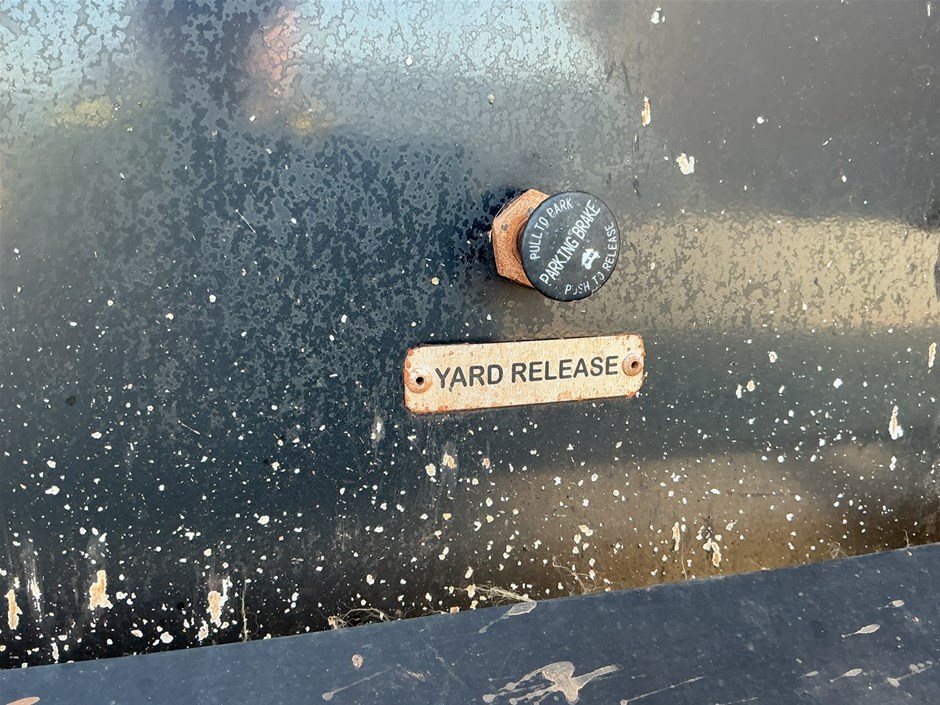 PULL TO PARK
PARKING BRAKE
PUSH TO RELEASE
YARD RELEASE